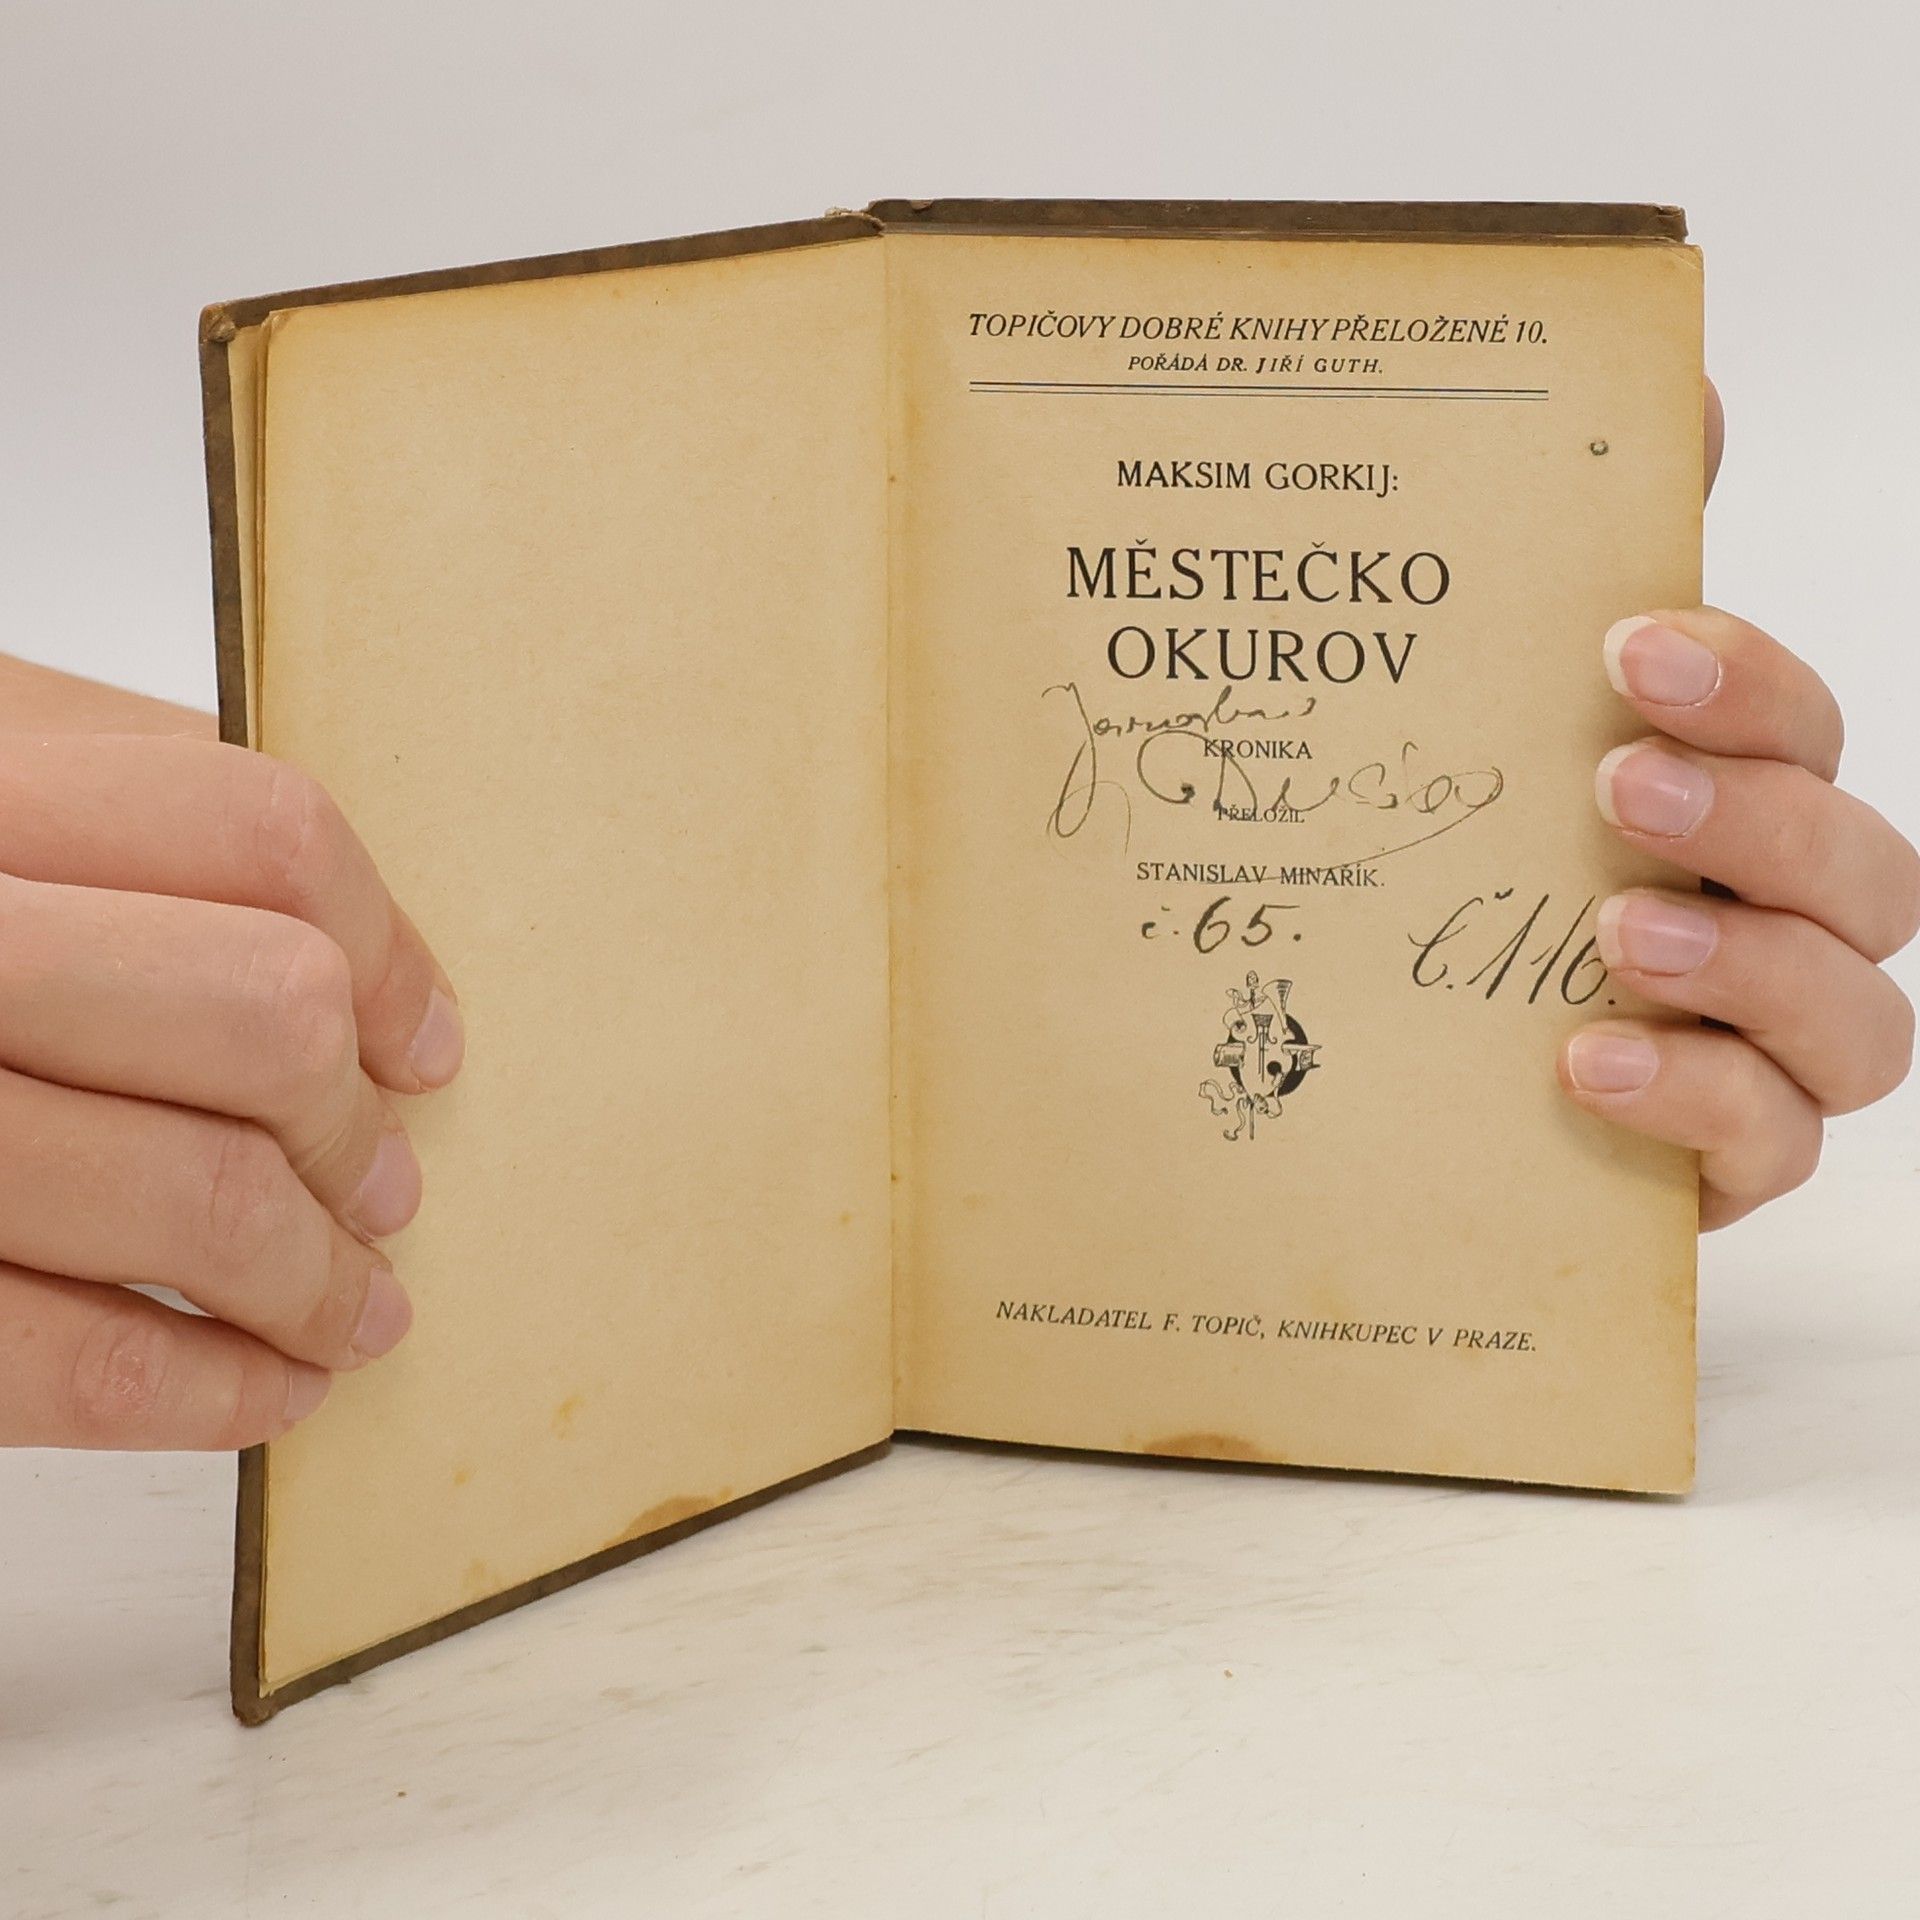 TOPIČOVY DOBRÉ KNIHY PŘELOŽENÉ 10.
POŘÁDÁ DR. JIŘÍ GUTH.
MAKSIM GORKIJ:
MĚSTEČKO
OKUROV
KRONIKA
PŘELOŽIL
STANISLAV MINAŘÍK.
č. 65.
Č. 116.
NAKLADATEL F. TOPIČ, KNIHKUPEC V PRAZE.